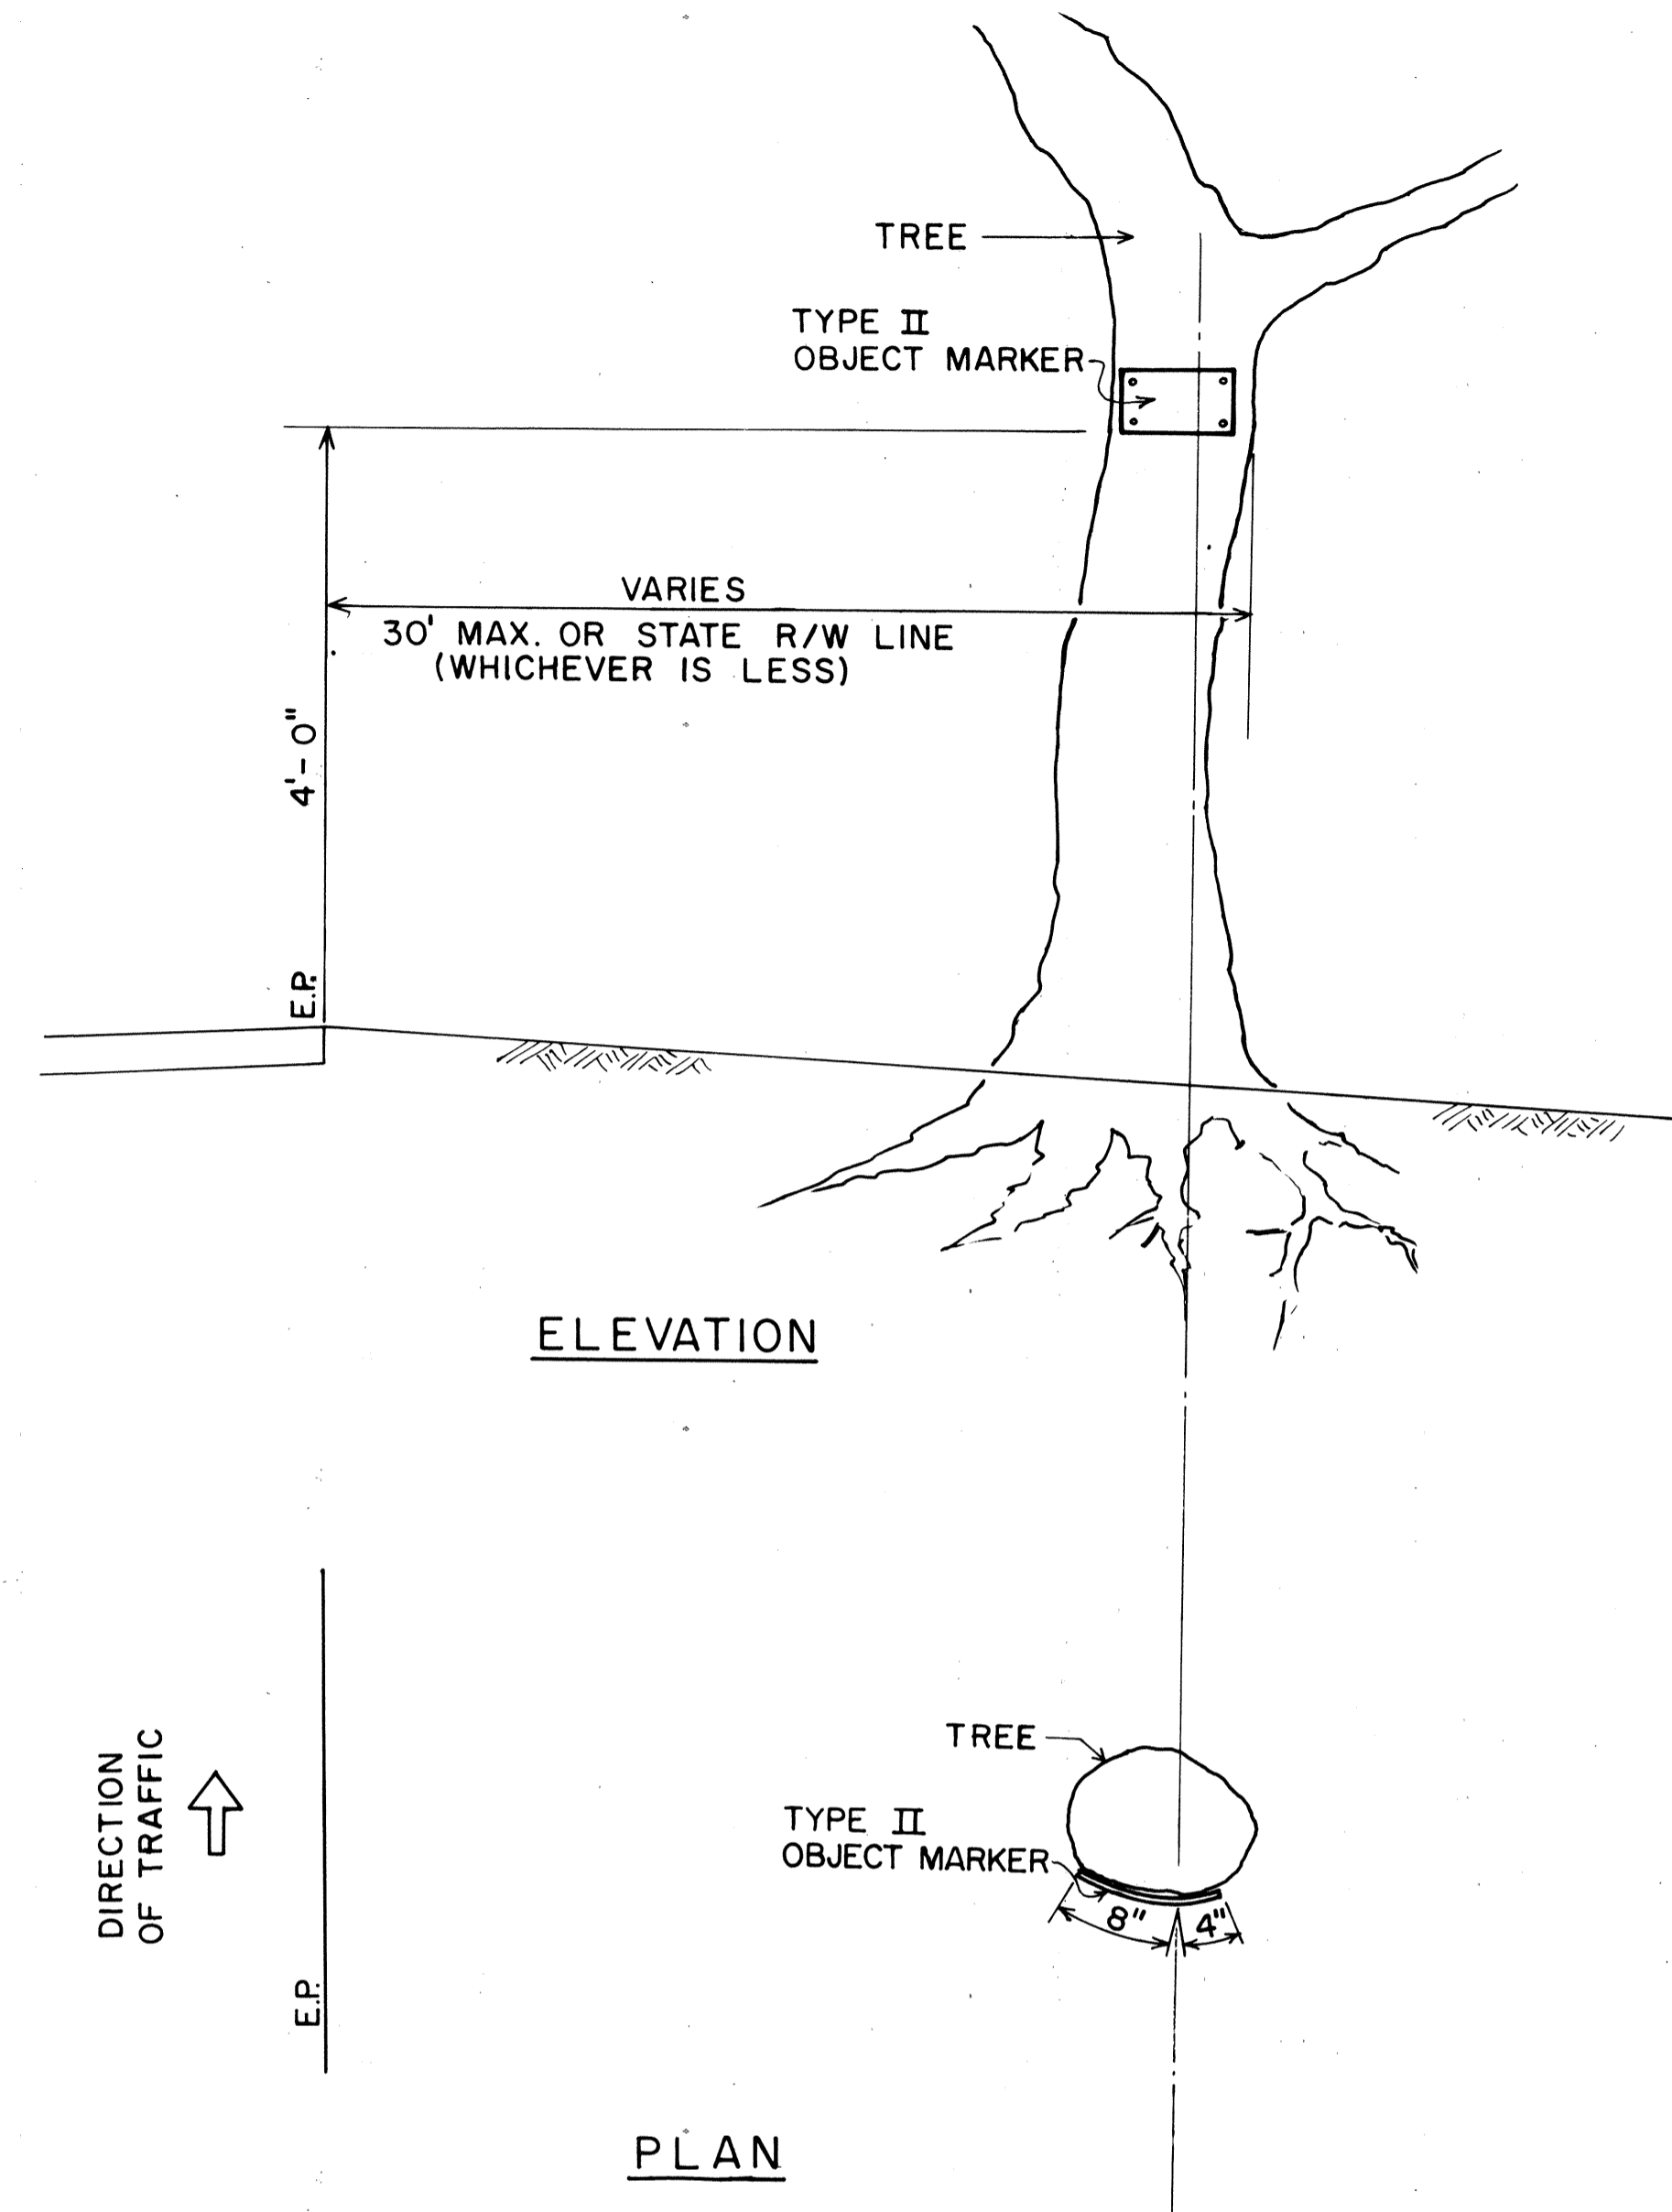 TREE
TYPE II
OBJECT MARKER
VARIES
30' MAX. OR STATE R/W LINE
(WHICHEVER IS LESS)
4'-0"
E.P.
ELEVATION
TREE
TYPE II
OBJECT MARKER
8" 4"
DIRECTION
OF TRAFFIC
E.P.
PLAN